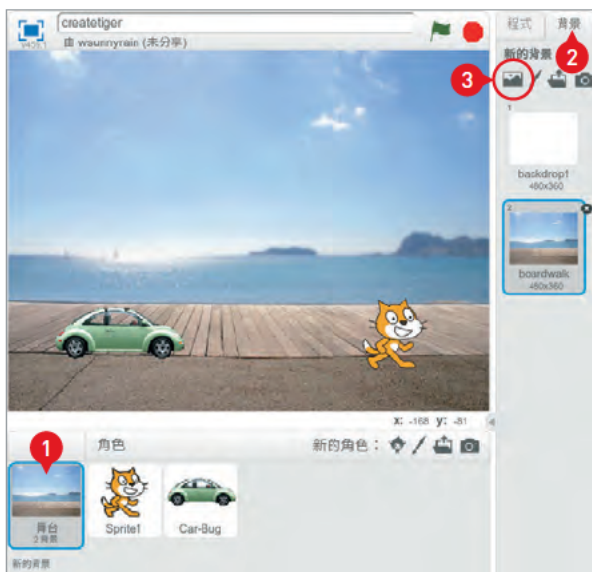 createtiger
v439.1
由 waunnyrain (未分享)
程式
背景
2
新的背景
3
1
backdrop1
480x360
2
boardwalk
480x360
x: -168 y: -81
角色
新的角色：
1
舞台
2 背景
Sprite1
Car-Bug
新的背景